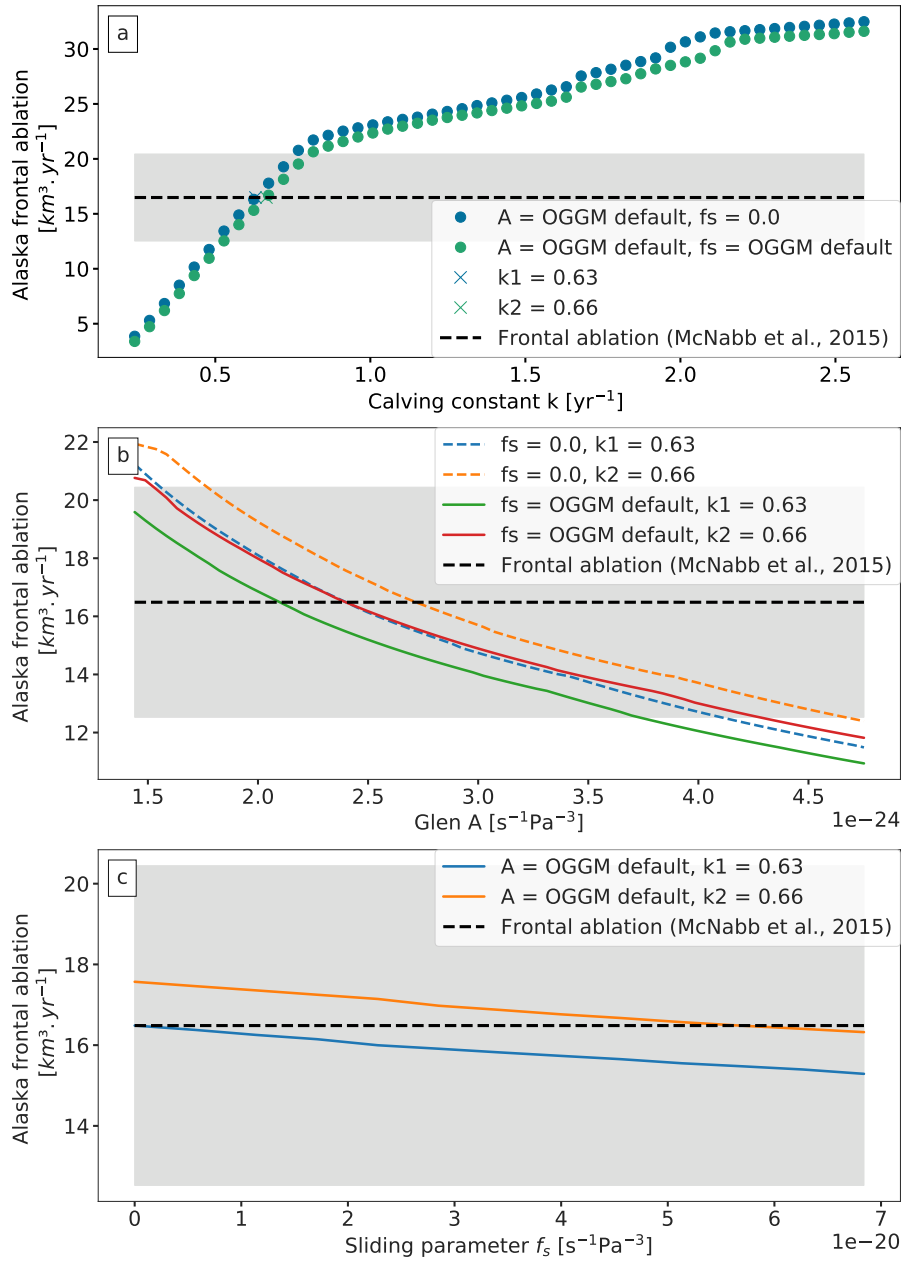 a
30
25
20
15
10
5
Alaska frontal ablation
[km³.yr⁻¹]
A = OGGM default, fs = 0.0
A = OGGM default, fs = OGGM default
k1 = 0.63
k2 = 0.66
Frontal ablation (McNabb et al., 2015)
0.5 1.0 1.5 2.0 2.5
Calving constant k [yr⁻¹]
b
22
20
18
16
14
12
Alaska frontal ablation
[km³.yr⁻¹]
fs = 0.0, k1 = 0.63
fs = 0.0, k2 = 0.66
fs = OGGM default, k1 = 0.63
fs = OGGM default, k2 = 0.66
Frontal ablation (McNabb et al., 2015)
1.5 2.0 2.5 3.0 3.5 4.0 4.5
Glen A [s⁻¹Pa⁻³]
1e−24
c
20
18
16
14
Alaska frontal ablation
[km³.yr⁻¹]
A = OGGM default, k1 = 0.63
A = OGGM default, k2 = 0.66
Frontal ablation (McNabb et al., 2015)
0 1 2 3 4 5 6 7
Sliding parameter fₛ [s⁻¹Pa⁻³]
1e−20